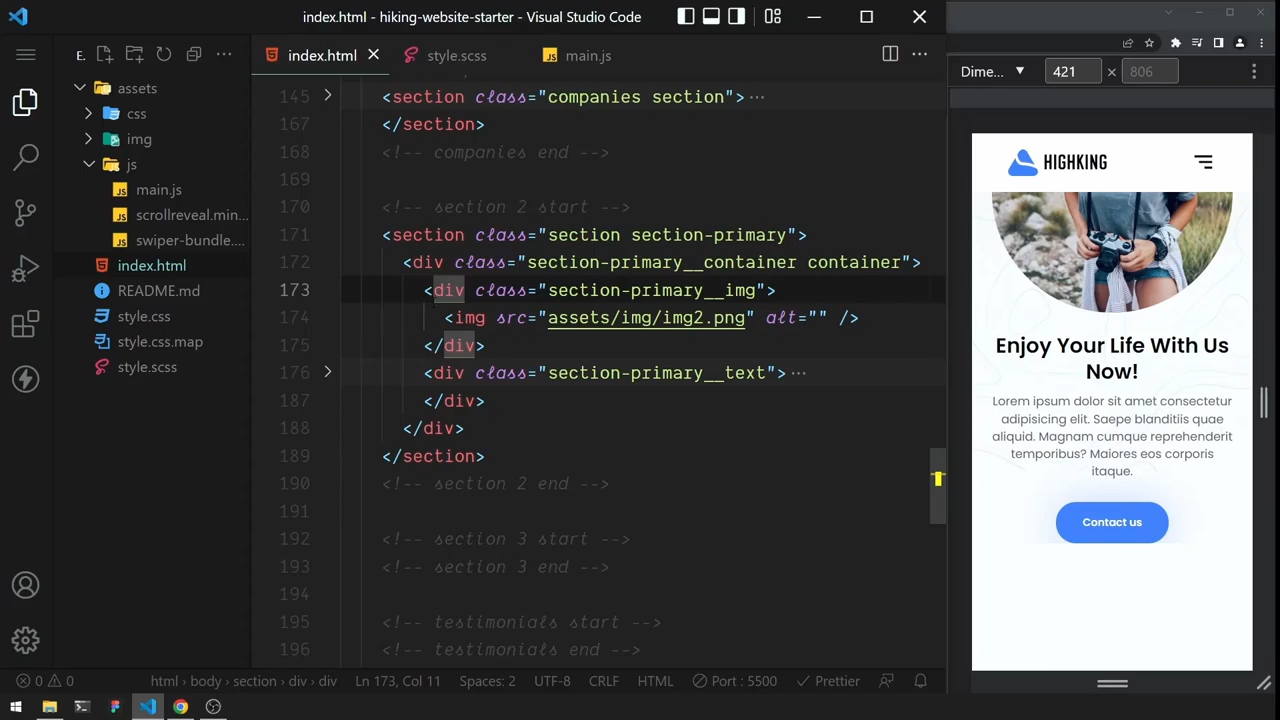 index.html - hiking-website-starter - Visual Studio Code
E.
index.html
style.scss
main.js
assets
css
img
js
main.js
scrollreveal.min...
swiper-bundle....
index.html
README.md
style.css
style.css.map
style.scss
145 <section class="companies section">···
167 </section>
168 <!-- companies end -->
169
170 <!-- section 2 start -->
171 <section class="section section-primary">
172 <div class="section-primary__container container">
173 <div class="section-primary__img">
174 <img src="assets/img/img2.png" alt="" />
175 </div>
176 <div class="section-primary__text">···
187 </div>
188 </div>
189 </section>
190 <!-- section 2 end -->
191
192 <!-- section 3 start -->
193 <!-- section 3 end -->
194
195 <!-- testimonials start -->
196 <!-- testimonials end -->
0 0 html › body › section › div › div Ln 173, Col 11 Spaces: 2 UTF-8 CRLF HTML Port : 5500 Prettier
Dime... 421 × 806
HIGHKING
Enjoy Your Life With Us
Now!
Lorem ipsum dolor sit amet consectetur
adipisicing elit. Saepe blanditiis quae
aliquid. Magnam cumque reprehenderit
temporibus? Maiores eos corporis
itaque.
Contact us